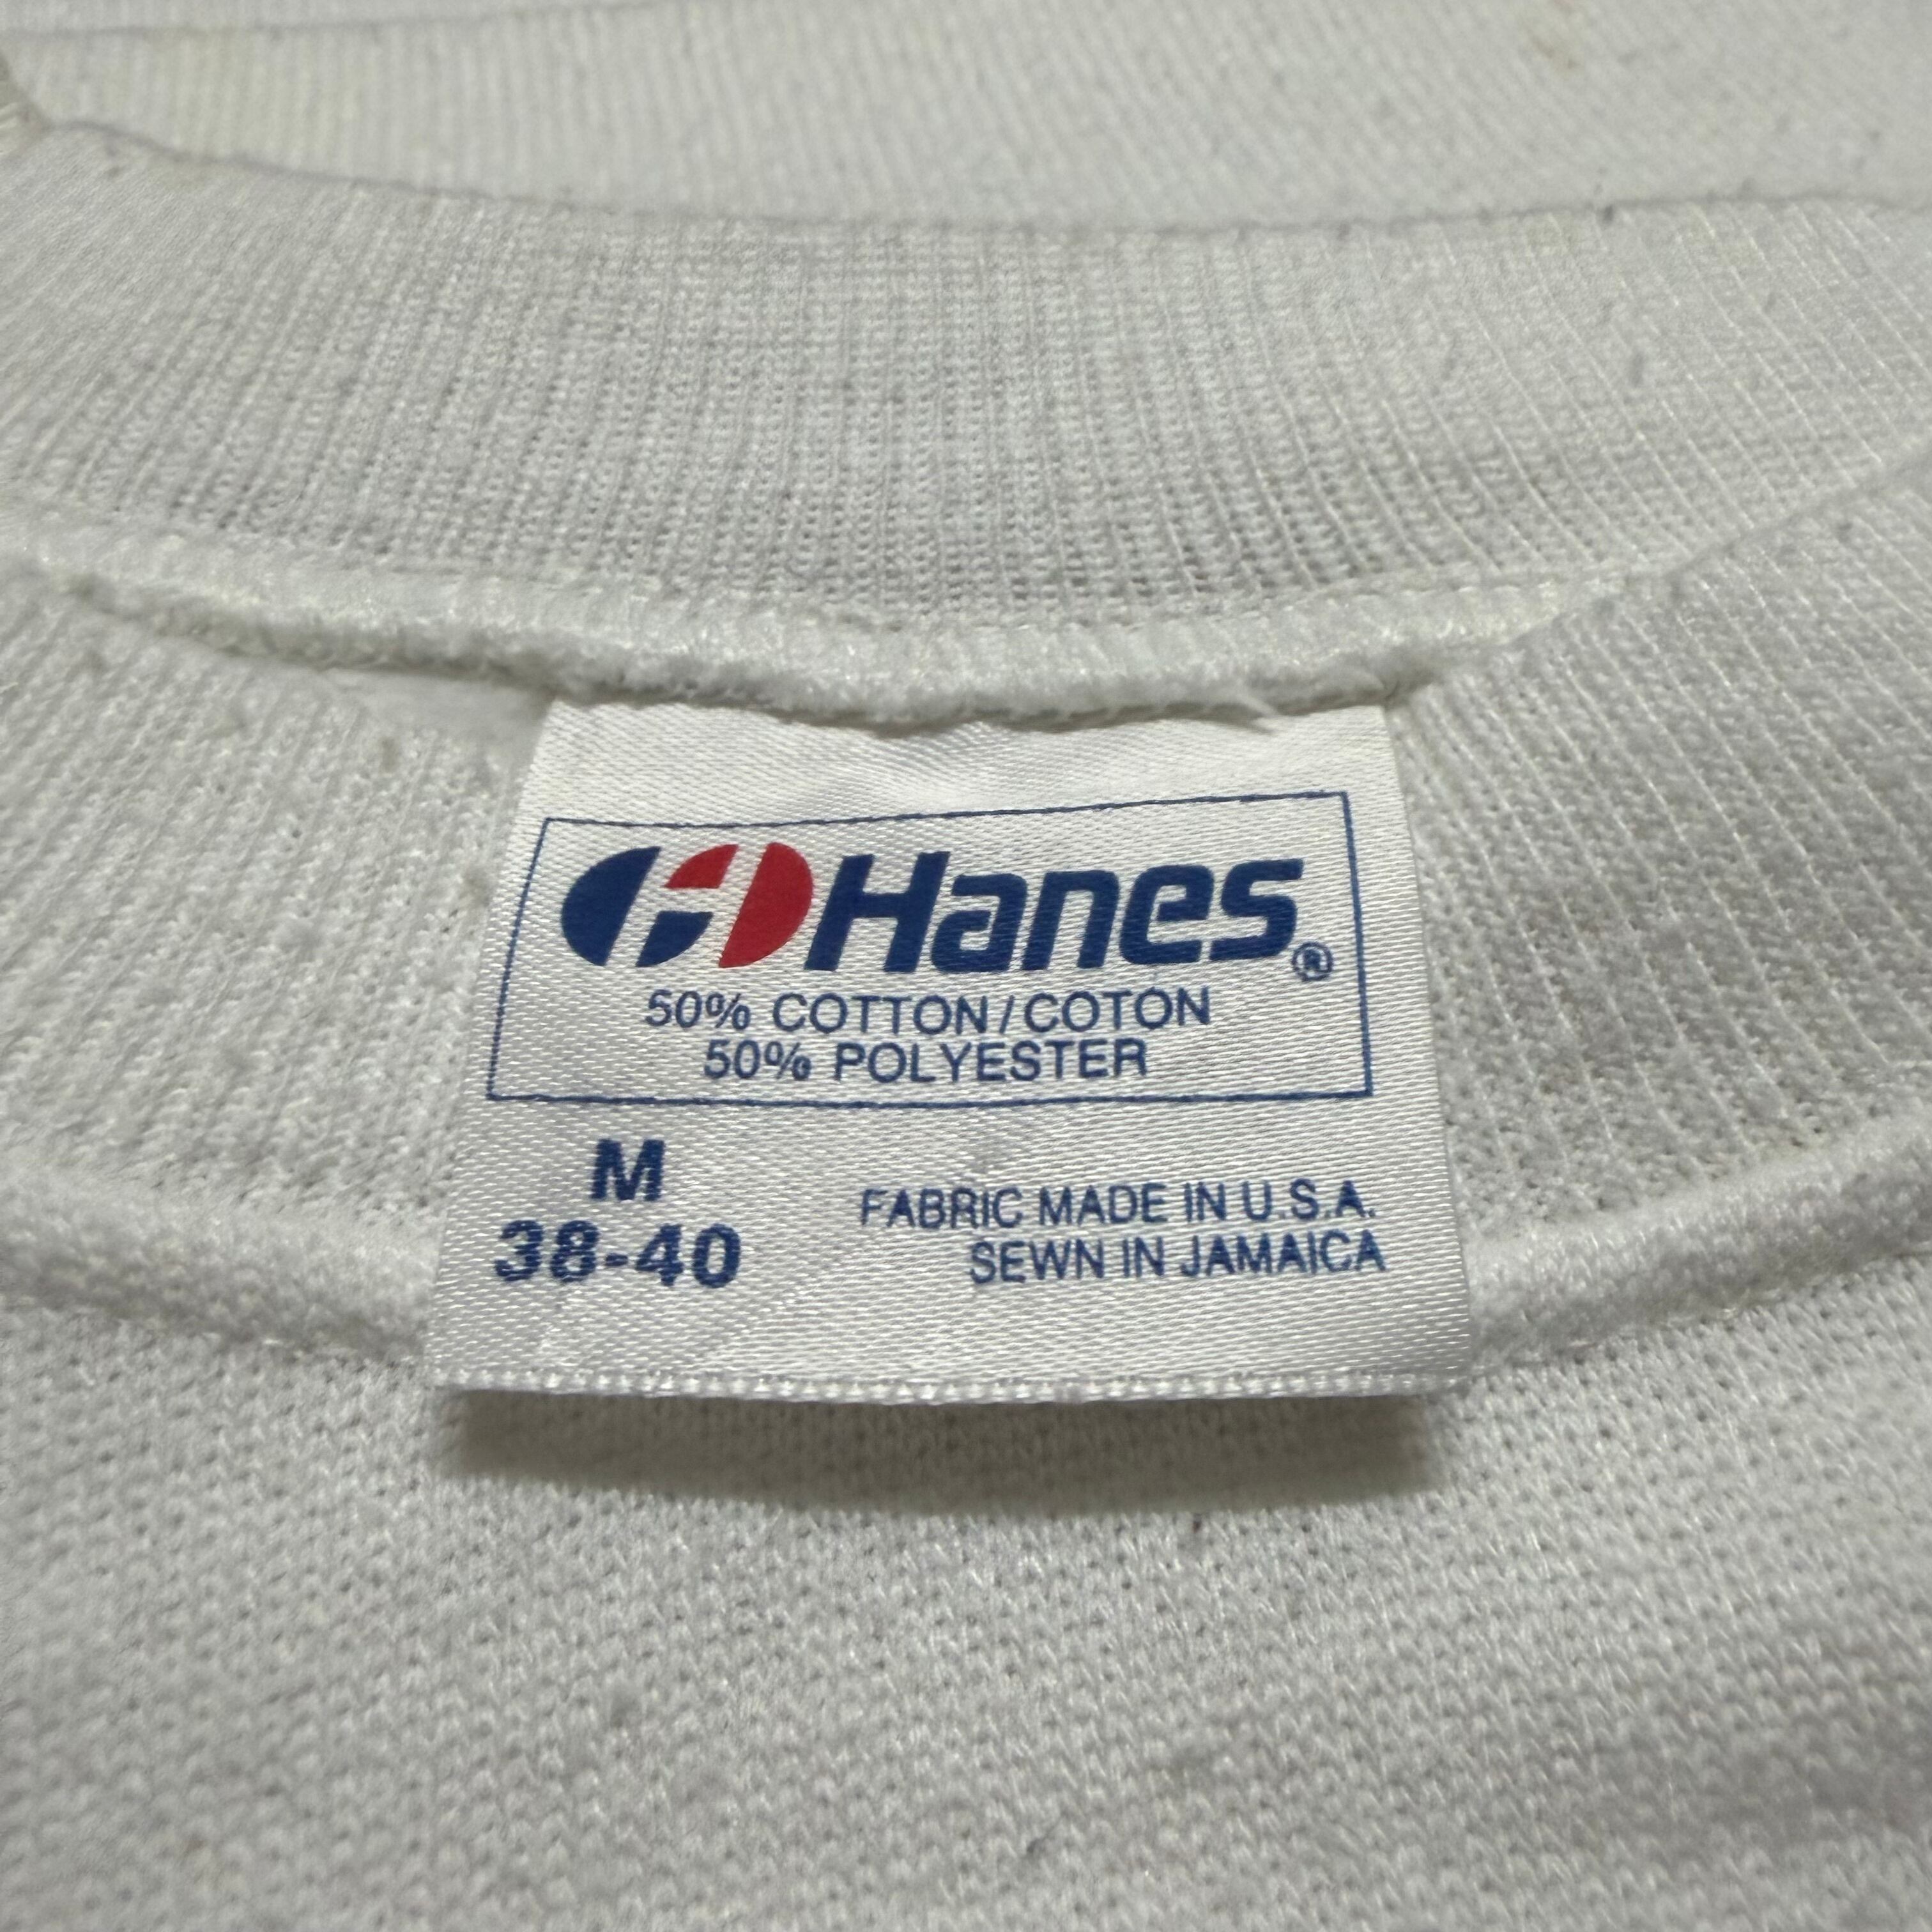 Hanes®
50% COTTON/COTON
50% POLYESTER
M
38-40
FABRIC MADE IN U.S.A.
SEWN IN JAMAICA